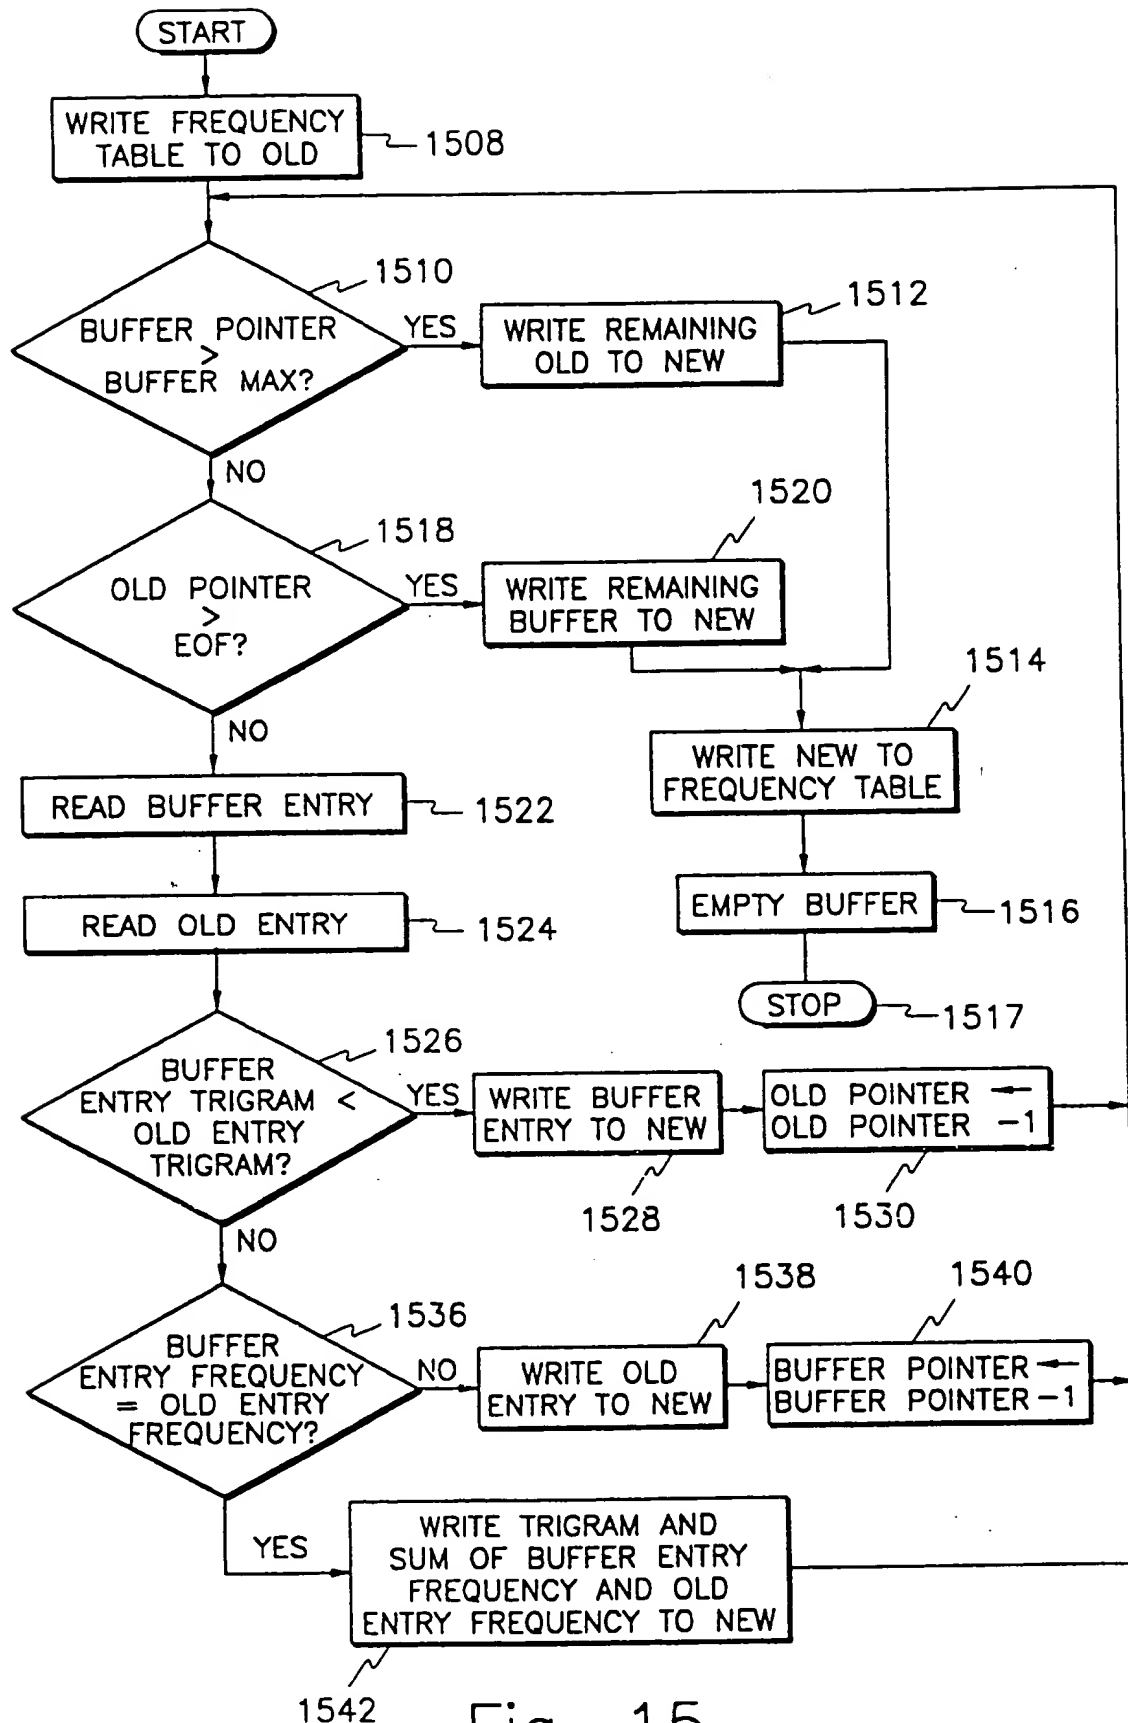 START
WRITE FREQUENCY
TABLE TO OLD
1508
1510
BUFFER POINTER
>
BUFFER MAX?
YES
WRITE REMAINING
OLD TO NEW
1512
NO
1518
OLD POINTER
>
EOF?
YES
1520
WRITE REMAINING
BUFFER TO NEW
NO
1514
WRITE NEW TO
FREQUENCY TABLE
READ BUFFER ENTRY
1522
EMPTY BUFFER
1516
READ OLD ENTRY
1524
STOP
1517
1526
BUFFER
ENTRY TRIGRAM <
OLD ENTRY
TRIGRAM?
YES
WRITE BUFFER
ENTRY TO NEW
1528
OLD POINTER ←
OLD POINTER -1
1530
NO
1536
BUFFER
ENTRY FREQUENCY
= OLD ENTRY
FREQUENCY?
NO
1538
WRITE OLD
ENTRY TO NEW
1540
BUFFER POINTER ←
BUFFER POINTER -1
YES
WRITE TRIGRAM AND
SUM OF BUFFER ENTRY
FREQUENCY AND OLD
ENTRY FREQUENCY TO NEW
1542
Fig. 15